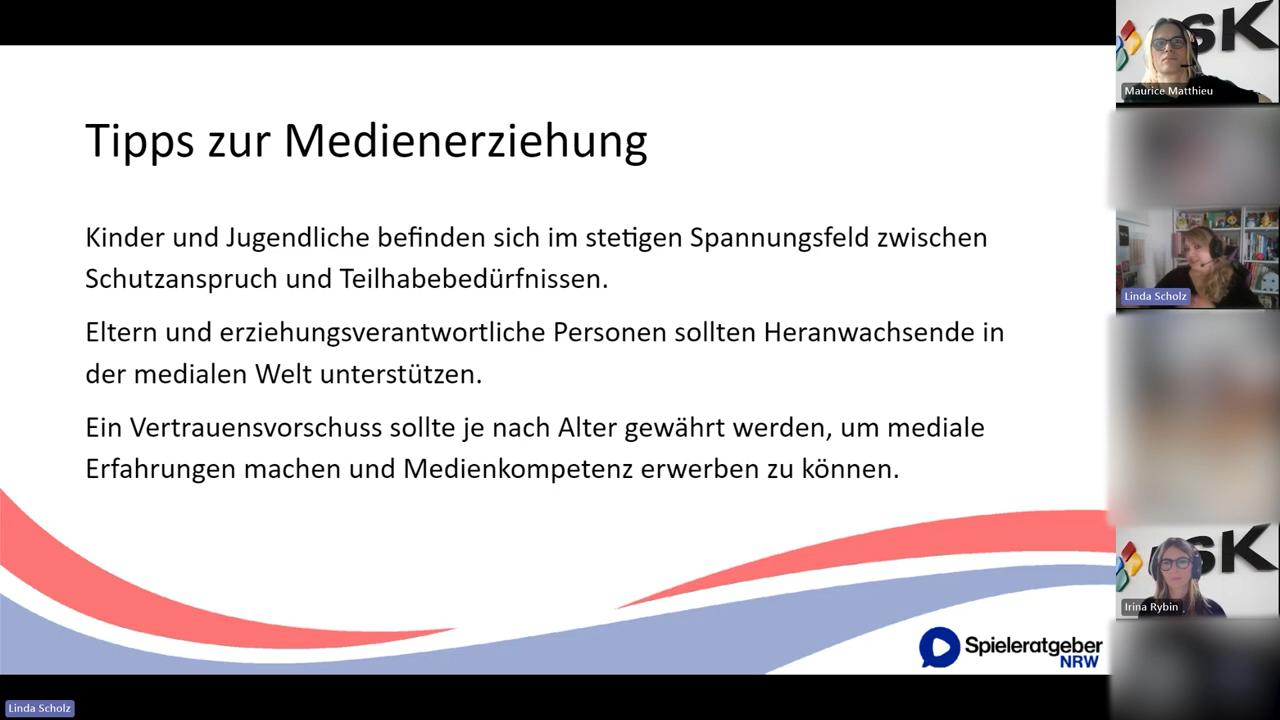 Tipps zur Medienerziehung
Kinder und Jugendliche befinden sich im stetigen Spannungsfeld zwischen
Schutzanspruch und Teilhabebedürfnissen.
Eltern und erziehungsverantwortliche Personen sollten Heranwachsende in
der medialen Welt unterstützen.
Ein Vertrauensvorschuss sollte je nach Alter gewährt werden, um mediale
Erfahrungen machen und Medienkompetenz erwerben zu können.
Spieleratgeber
NRW
Linda Scholz
SK
Maurice Matthieu
Linda Scholz
SK
Irina Rybin